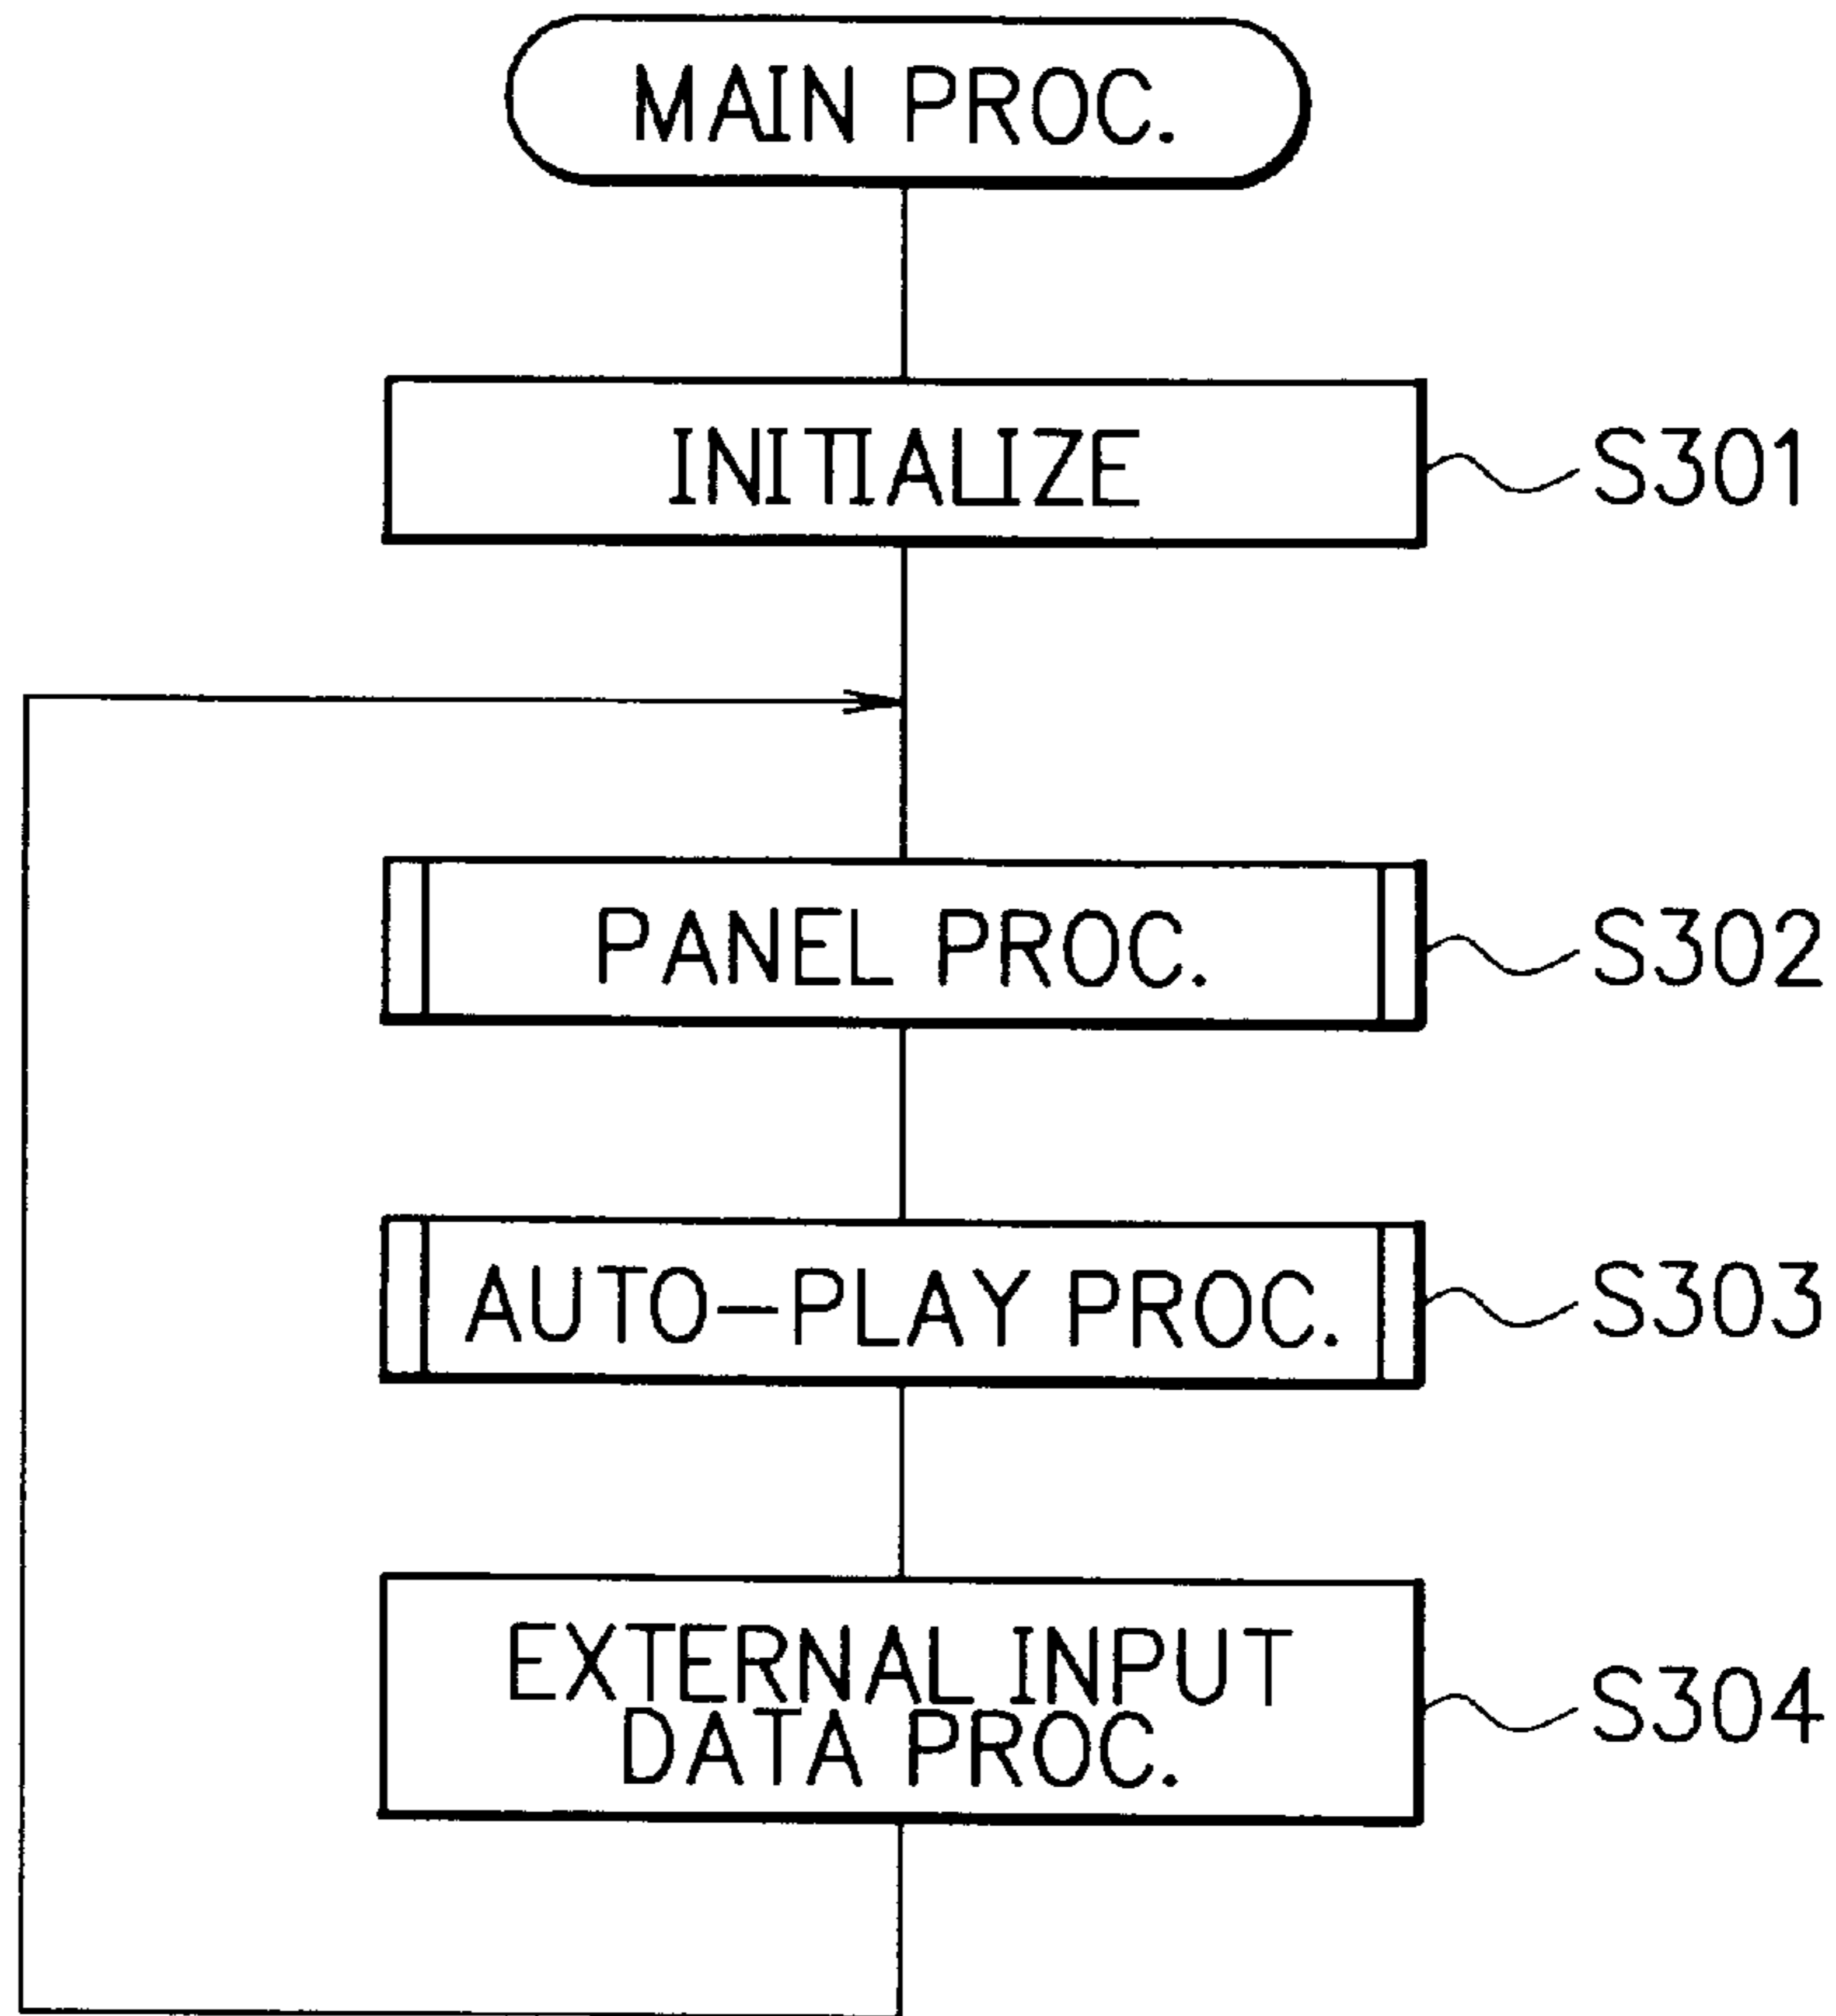 MAIN PROC.
INITIALIZE
S301
PANEL PROC.
S302
AUTO-PLAY PROC.
S303
EXTERNAL INPUT
DATA PROC.
S304